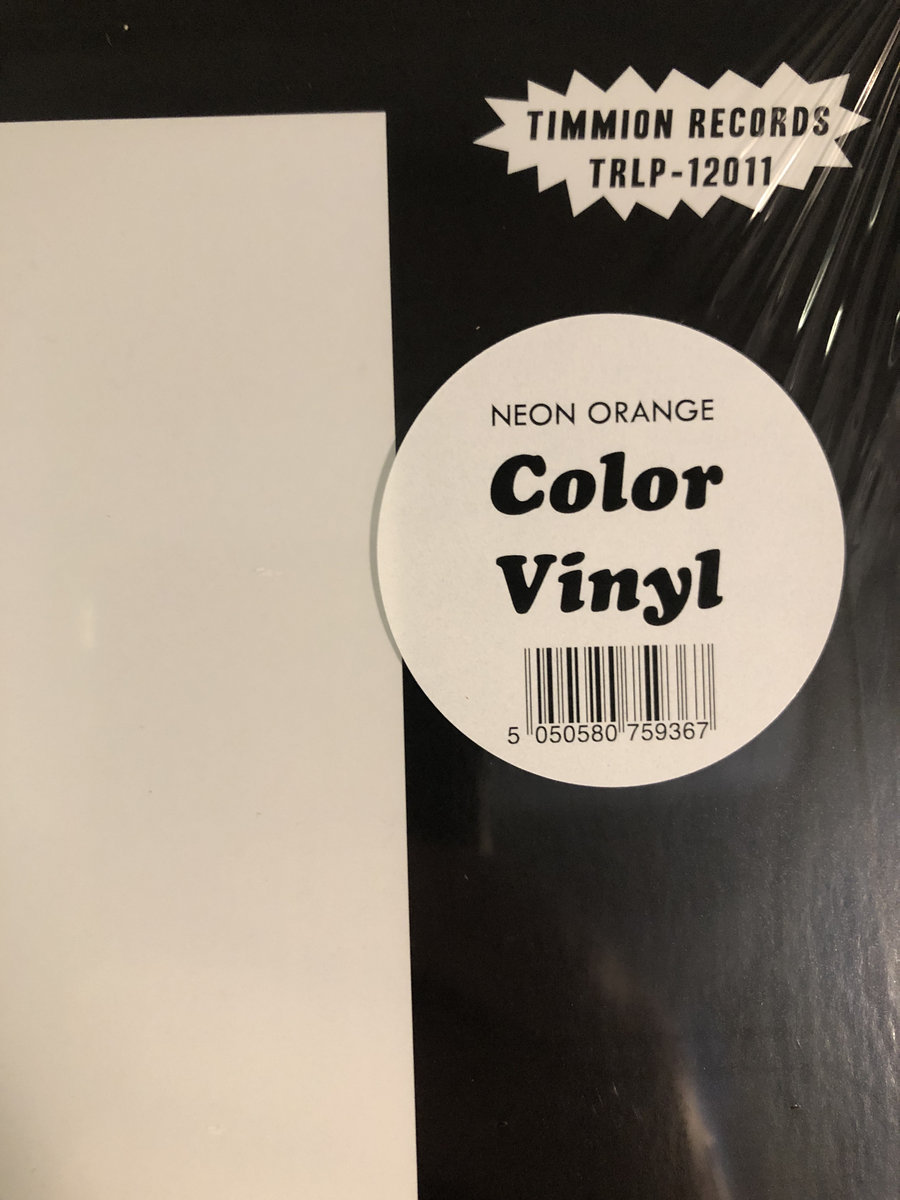 TIMMION RECORDS
TRLP-12011
NEON ORANGE
Color
Vinyl
5 050580 759367